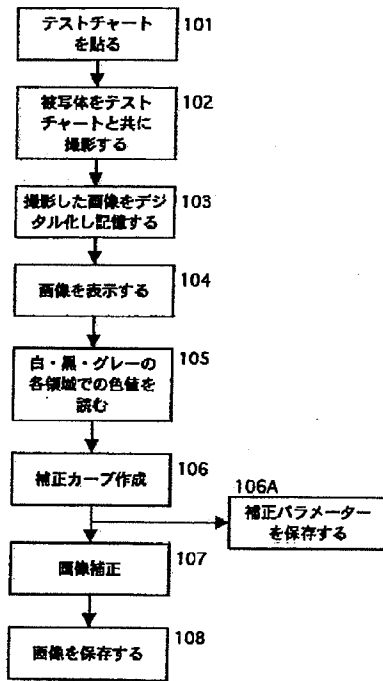 テストチャート
を貼る
101
被写体をテスト
チャートと共に
撮影する
102
撮影した画像をデジ
タル化し記憶する
103
画像を表示する
104
白・黒・グレーの
各領域での色値を
読む
105
補正カーブ作成
106
106A
補正パラメーター
を保存する
画像補正
107
画像を保存する
108